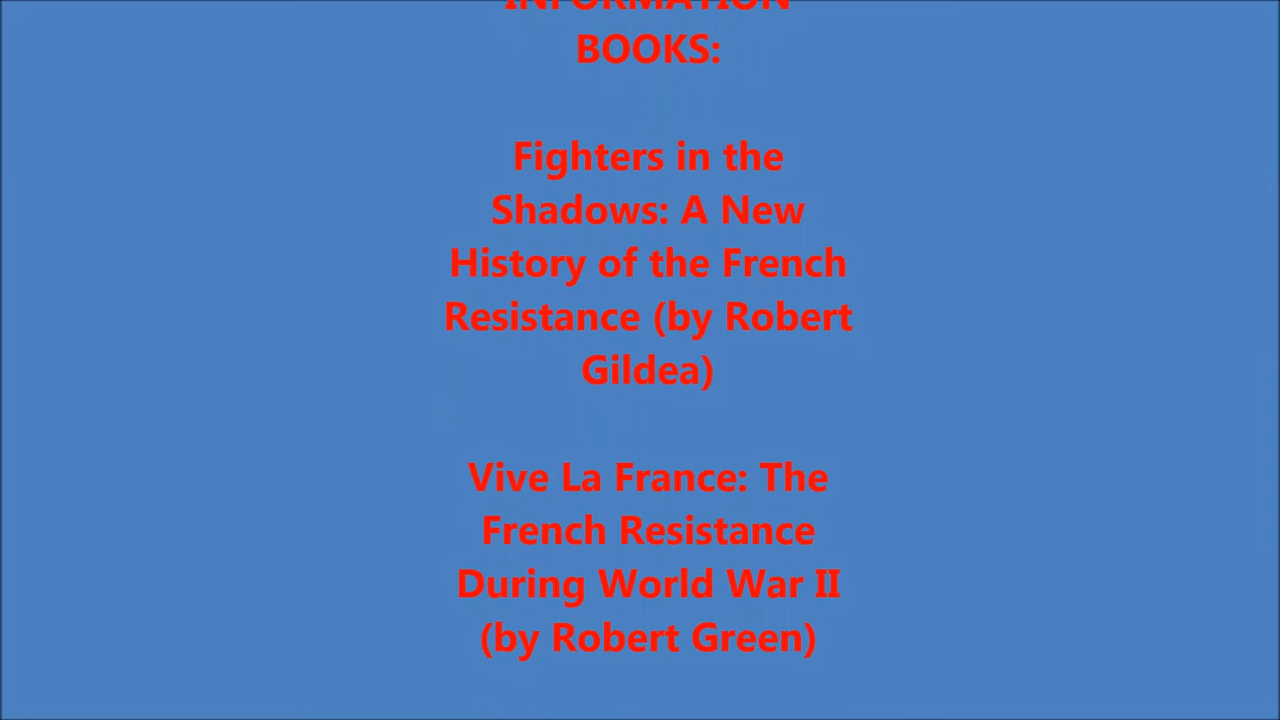 INFORMATION
BOOKS:
Fighters in the
Shadows: A New
History of the French
Resistance (by Robert
Gildea)
Vive La France: The
French Resistance
During World War II
(by Robert Green)